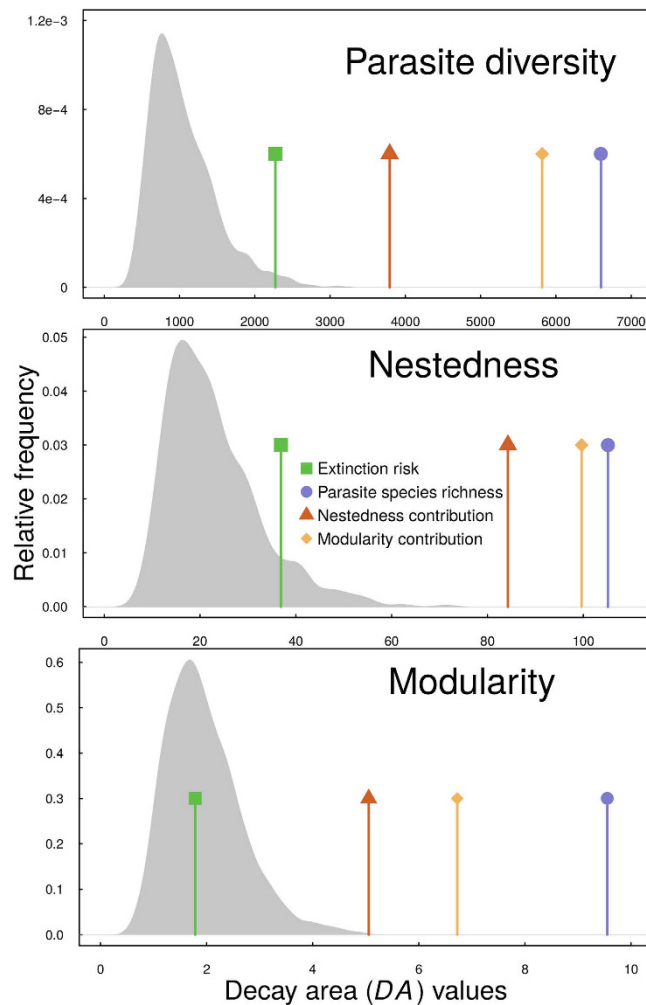 1.2e-3
Parasite diversity
8e-4
4e-4
0
0 1000 2000 3000 4000 5000 6000 7000
0.05
Nestedness
0.04
0.03
Extinction risk
Parasite species richness
0.02
Nestedness contribution
Modularity contribution
0.01
0.00
Relative frequency
0 20 40 60 80 100
0.6
Modularity
0.5
0.4
0.3
0.2
0.1
0.0
0 2 4 6 8 10
Decay area (DA) values